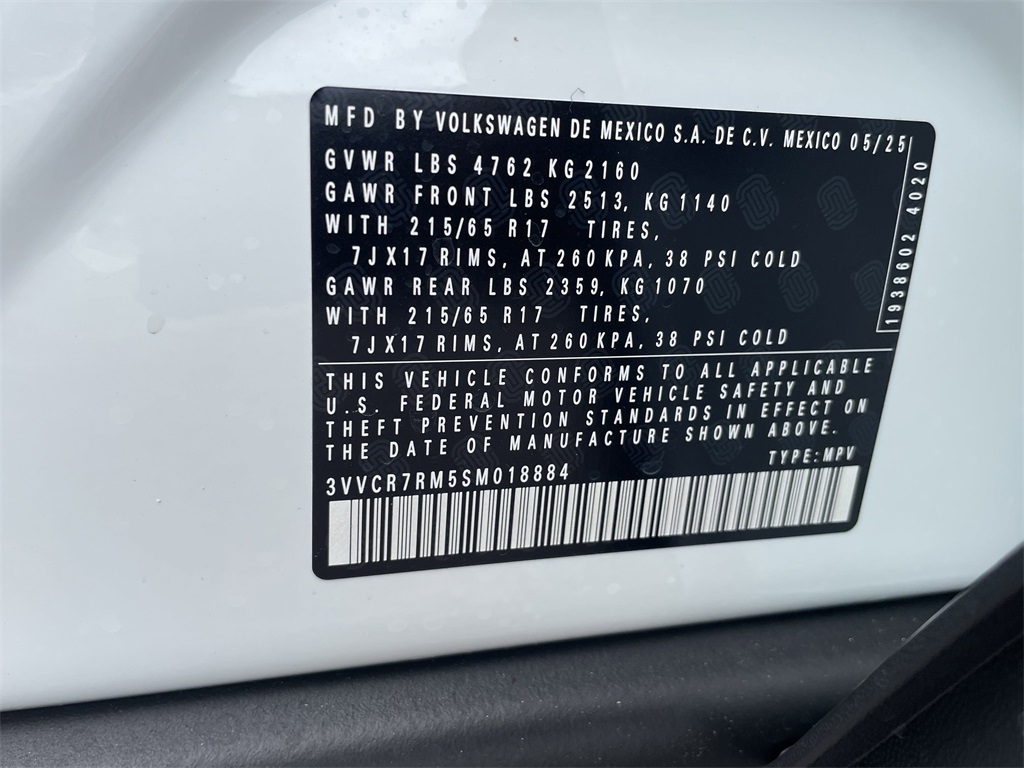 MFD BY VOLKSWAGEN DE MEXICO S.A. DE C.V. MEXICO 05/25
GVWR LBS 4762 KG 2160
GAWR FRONT LBS 2513, KG 1140
WITH 215/65 R17 TIRES,
7JX17 RIMS, AT 260 KPA, 38 PSI COLD
GAWR REAR LBS 2359, KG 1070
WITH 215/65 R17 TIRES,
7JX17 RIMS, AT 260 KPA, 38 PSI COLD
1938602 4020
THIS VEHICLE CONFORMS TO ALL APPLICABLE
U.S. FEDERAL MOTOR VEHICLE SAFETY AND
THEFT PREVENTION STANDARDS IN EFFECT ON
THE DATE OF MANUFACTURE SHOWN ABOVE.
TYPE: MPV
3VVCR7RM5SM018884